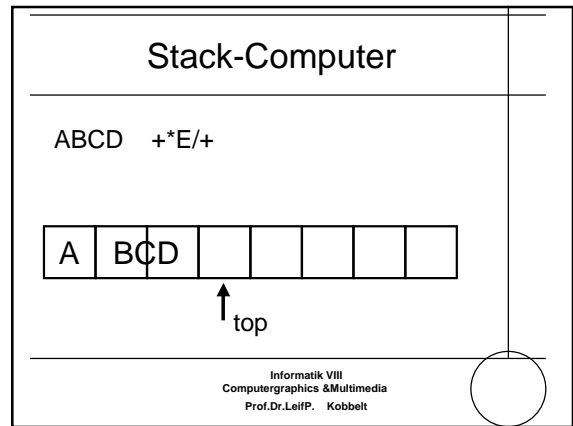 Stack-Computer
ABCD +*E/+
A BCD
top
Informatik VIII
Computergraphics &Multimedia
Prof.Dr.LeifP. Kobbelt